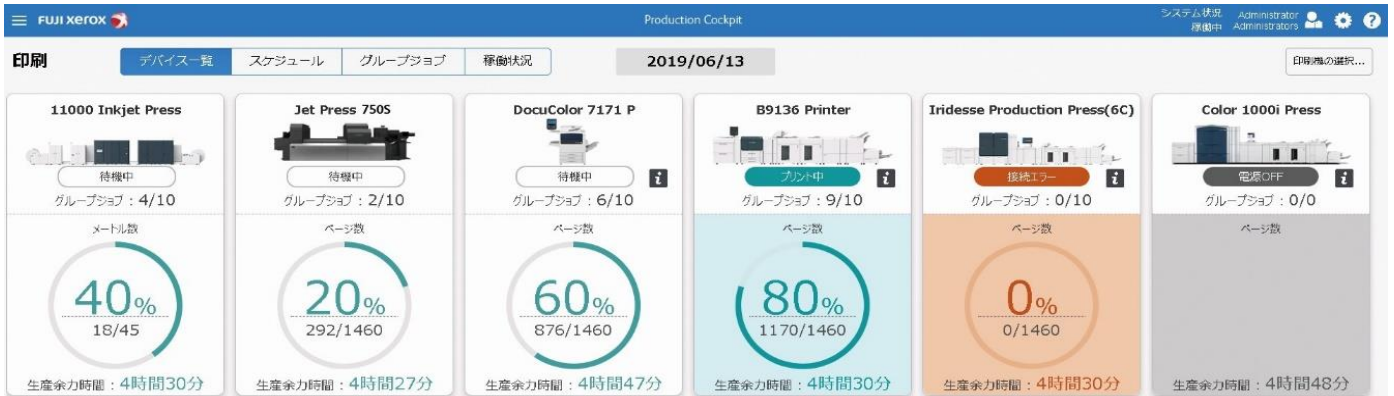 FUJI XEROX
Production Cockpit
システム状況
稼働中
Administrator
Administrators
印刷
デバイス一覧
スケジュール
グループジョブ
稼働状況
2019/06/13
印刷機の選択...
11000 Inkjet Press
待機中
グループジョブ：4/10
メートル数
40%
18/45
生産余力時間：4時間30分
Jet Press 750S
待機中
グループジョブ：2/10
ページ数
20%
292/1460
生産余力時間：4時間27分
DocuColor 7171 P
待機中
グループジョブ：6/10
ページ数
60%
876/1460
生産余力時間：4時間47分
B9136 Printer
プリント中
グループジョブ：9/10
ページ数
80%
1170/1460
生産余力時間：4時間30分
Iridesse Production Press(6C)
接続エラー
グループジョブ：0/10
ページ数
0%
0/1460
生産余力時間：4時間30分
Color 1000i Press
電源OFF
グループジョブ：0/0
ページ数
生産余力時間：4時間48分